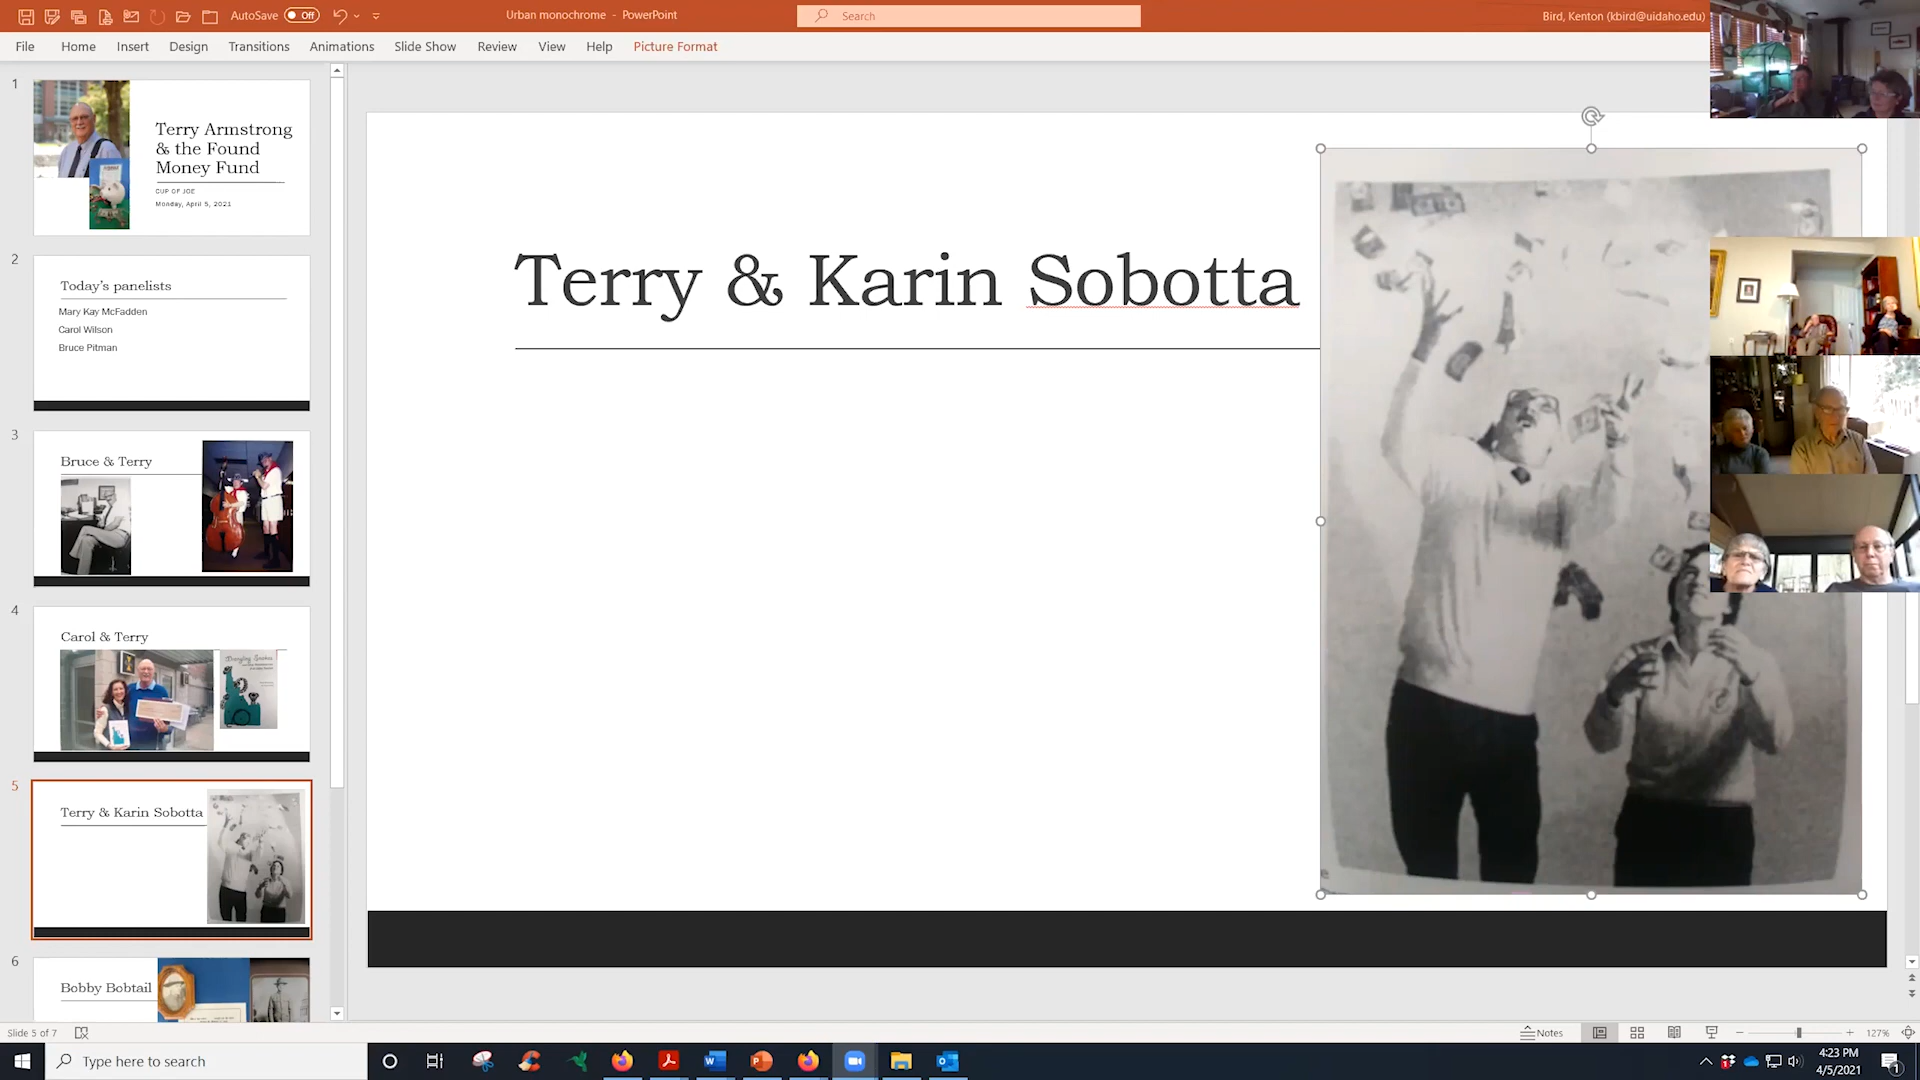 AutoSave Off
Urban monochrome - PowerPoint
Search
Bird, Kenton (kbird@uidaho.edu)
File Home Insert Design Transitions Animations Slide Show Review View Help Picture Format
1
Terry Armstrong
& the Found
Money Fund
CUP OF JOE
Monday, April 5, 2021
2
Today's panelists
Mary Kay McFadden
Carol Wilson
Bruce Pitman
3
Bruce & Terry
4
Carol & Terry
5
Terry & Karin Sobotta
6
Bobby Bobtail
Terry & Karin Sobotta
Slide 5 of 7
Notes
127%
Type here to search
4:23 PM
4/5/2021
1